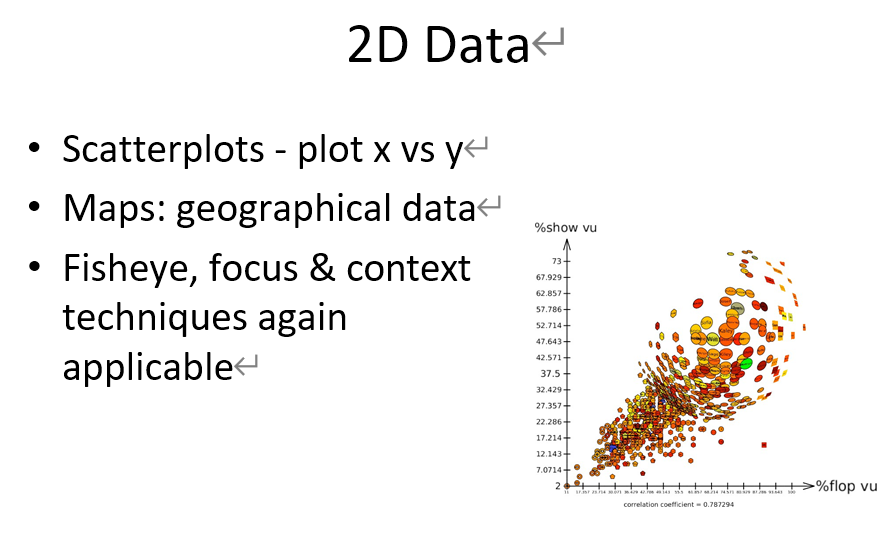 2D Data
• Scatterplots - plot x vs y
• Maps: geographical data
• Fisheye, focus & context
techniques again
applicable
%show vu
73
67.929
62.857
57.786
52.714
47.643
42.571
37.5
32.429
27.357
22.286
17.214
12.143
7.0714
2
%flop vu
correlation coefficient = 0.787294